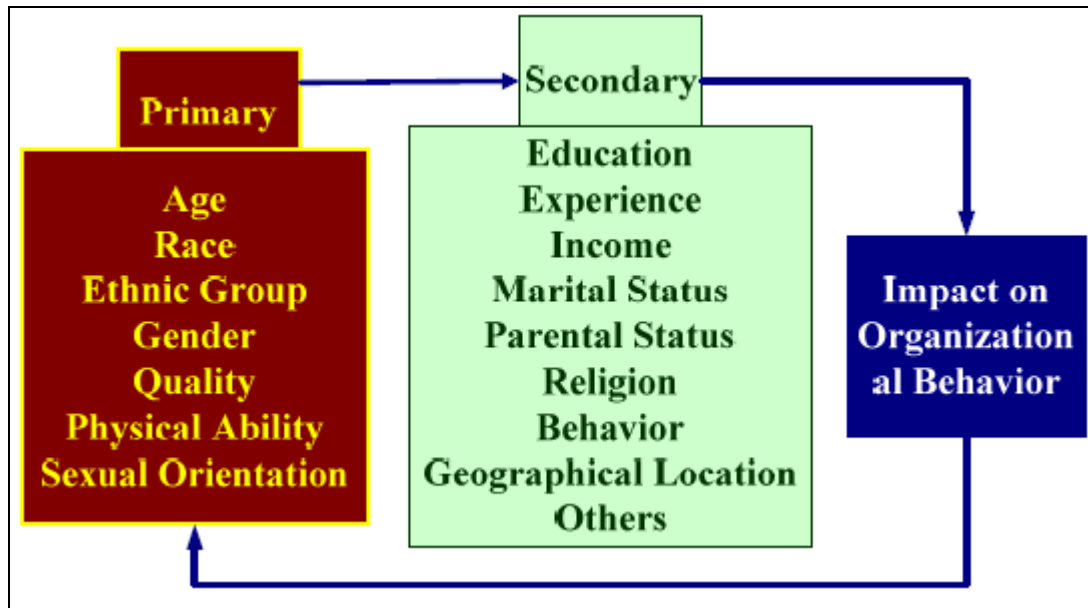 Primary
Age
Race
Ethnic Group
Gender
Quality
Physical Ability
Sexual Orientation
Secondary
Education
Experience
Income
Marital Status
Parental Status
Religion
Behavior
Geographical Location
Others
Impact on
Organization
al Behavior